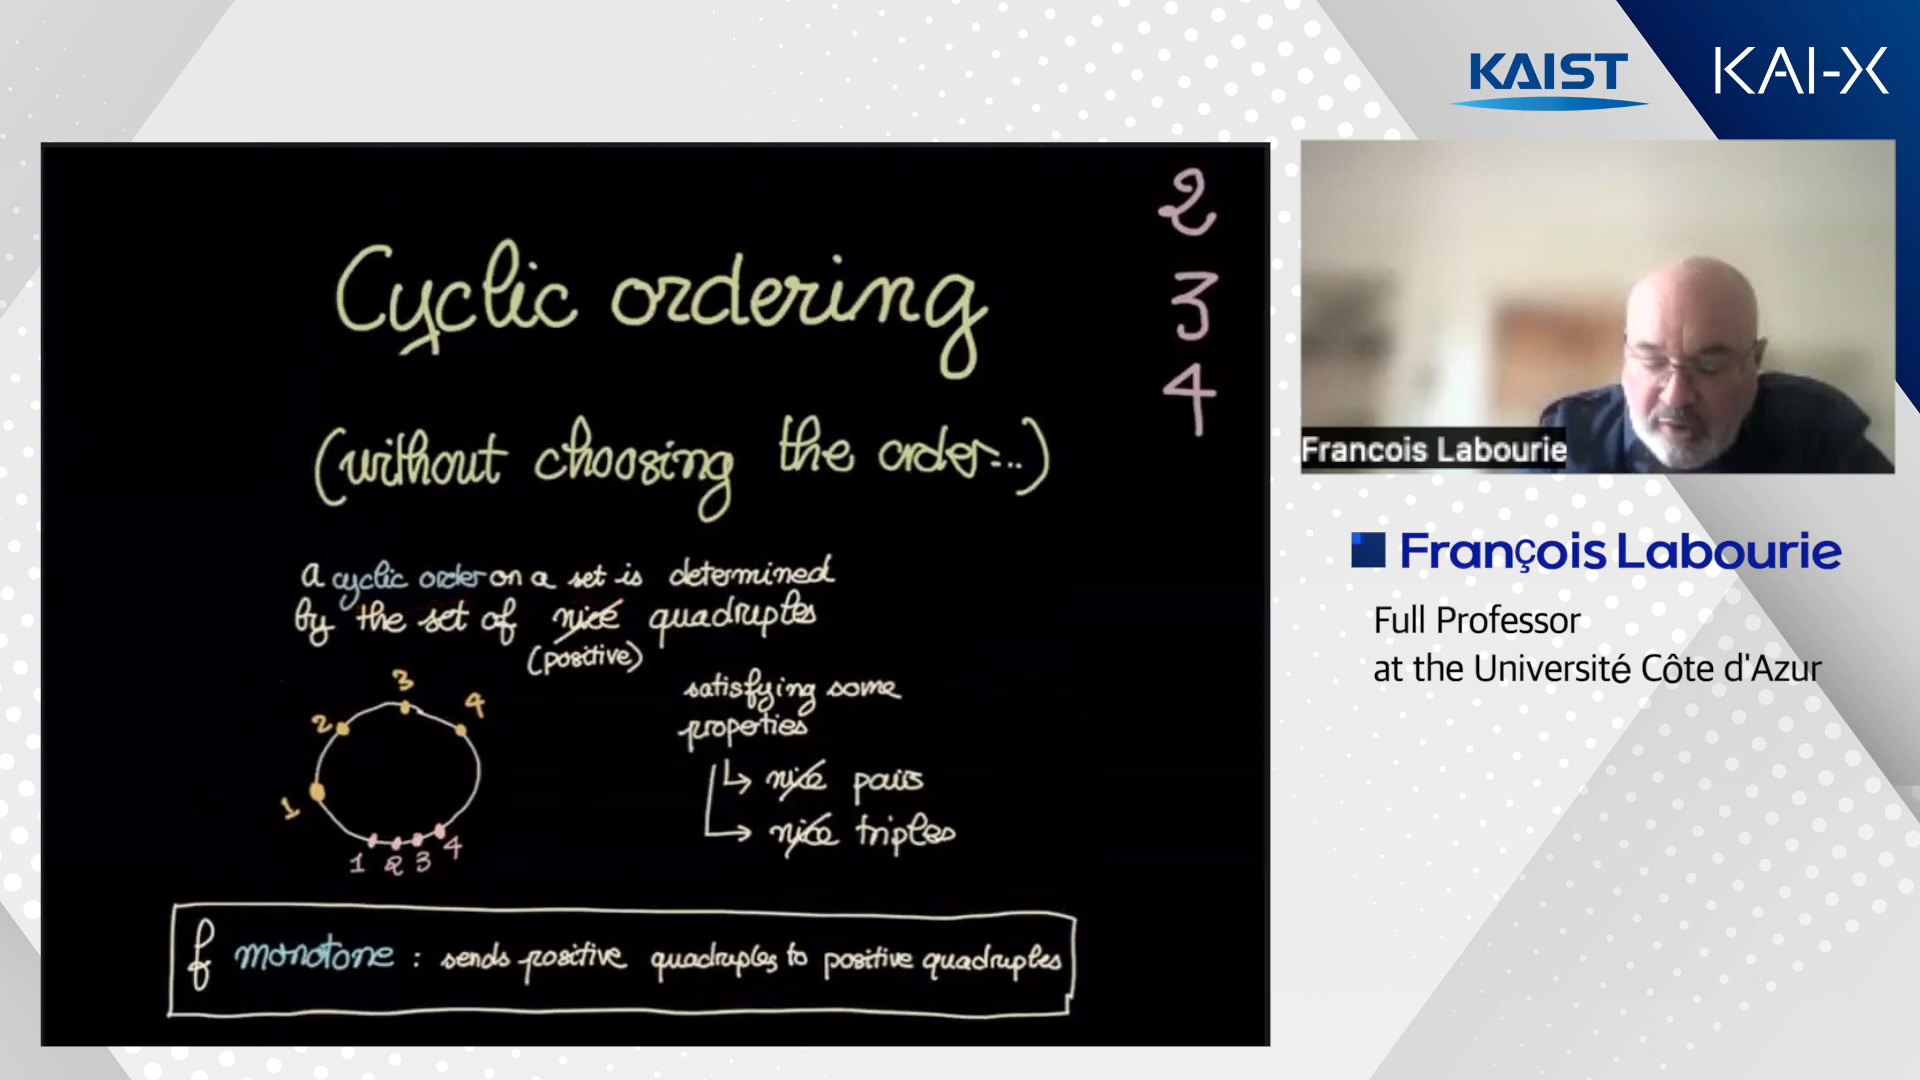 KAIST
KAI-X
2
3
4
Cyclic ordering
(without choosing the order...)
A cyclic order on a set is determined
by the set of nice quadruples
(positive)
satisfying some
propeties
nice pairs
nice triples
1
2
3
4
1 2 3 4
f monotone : sends positive quadruples to positive quadruples
Francois Labourie
François Labourie
Full Professor
at the Université Côte d'Azur